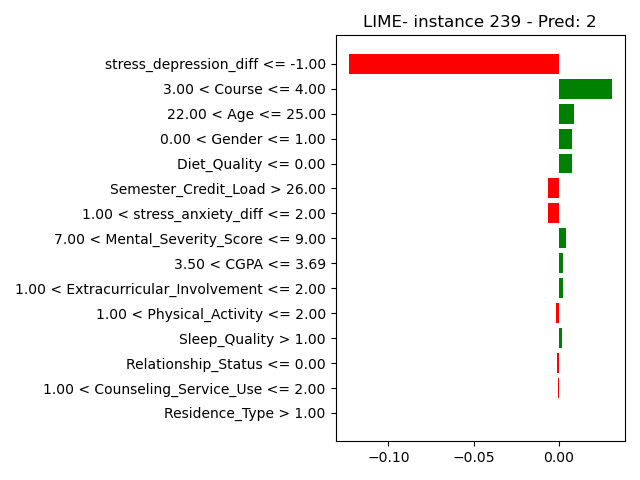 LIME- instance 239 - Pred: 2
stress_depression_diff <= -1.00
3.00 < Course <= 4.00
22.00 < Age <= 25.00
0.00 < Gender <= 1.00
Diet_Quality <= 0.00
Semester_Credit_Load > 26.00
1.00 < stress_anxiety_diff <= 2.00
7.00 < Mental_Severity_Score <= 9.00
3.50 < CGPA <= 3.69
1.00 < Extracurricular_Involvement <= 2.00
1.00 < Physical_Activity <= 2.00
Sleep_Quality > 1.00
Relationship_Status <= 0.00
1.00 < Counseling_Service_Use <= 2.00
Residence_Type > 1.00
−0.10 −0.05 0.00